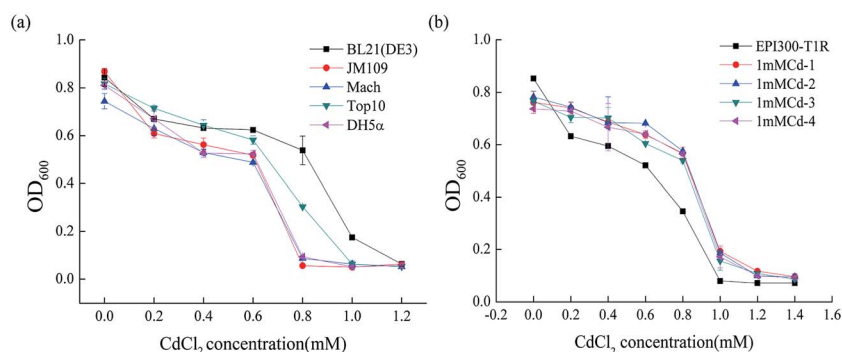 (a)
1.0
0.8
0.6
0.4
0.2
0.0
OD600
BL21(DE3)
JM109
Mach
Top10
DH5α
0.0 0.2 0.4 0.6 0.8 1.0 1.2
CdCl2 concentration(mM)
(b)
1.0
0.8
0.6
0.4
0.2
0.0
OD600
EPI300-T1R
1mMCd-1
1mMCd-2
1mMCd-3
1mMCd-4
-0.2 0.0 0.2 0.4 0.6 0.8 1.0 1.2 1.4
CdCl2 concentration(mM)